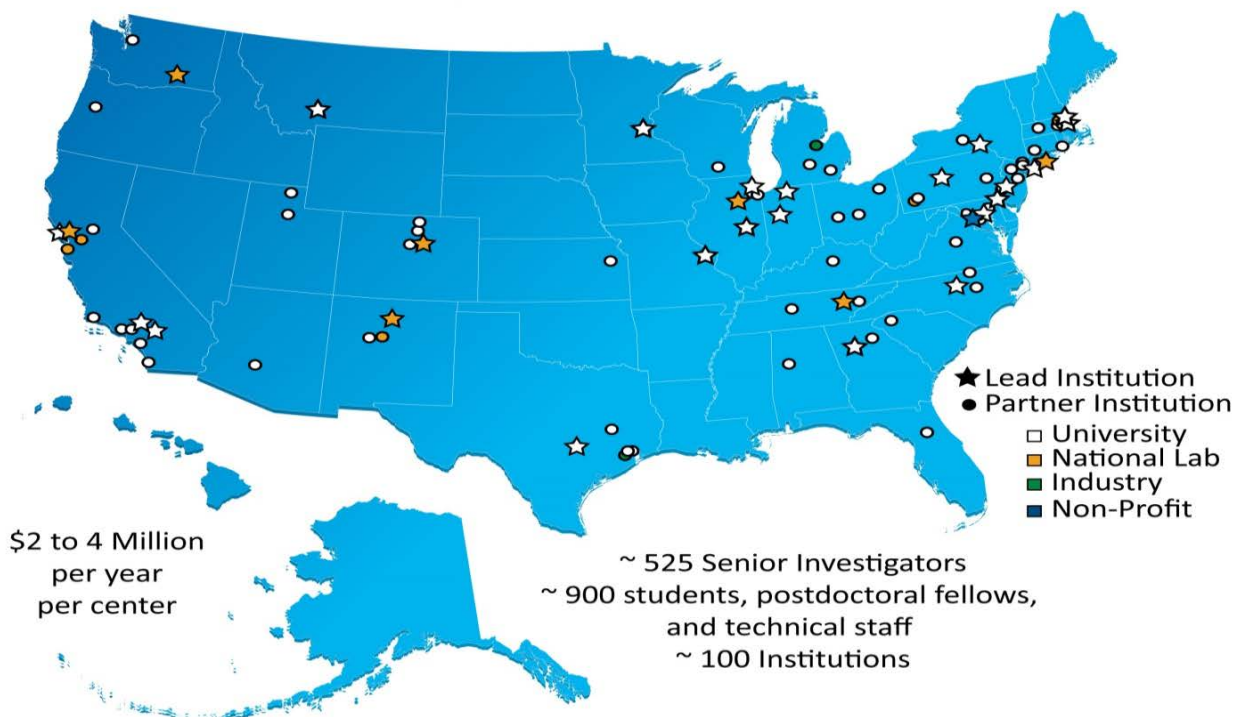 Lead Institution
Partner Institution
University
National Lab
Industry
Non-Profit
$2 to 4 Million
per year
per center
~ 525 Senior Investigators
~ 900 students, postdoctoral fellows,
and technical staff
~ 100 Institutions